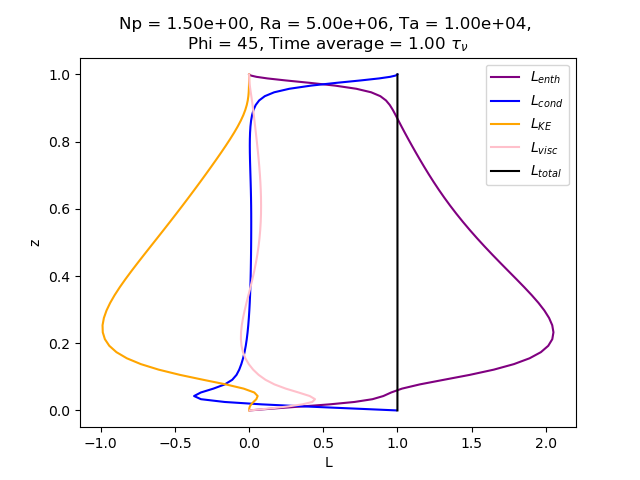 Np = 1.50e+00, Ra = 5.00e+06, Ta = 1.00e+04,
Phi = 45, Time average = 1.00 τ_ν
1.0
0.8
0.6
0.4
0.2
0.0
z
−1.0 −0.5 0.0 0.5 1.0 1.5 2.0
L
L_enth
L_cond
L_KE
L_visc
L_total